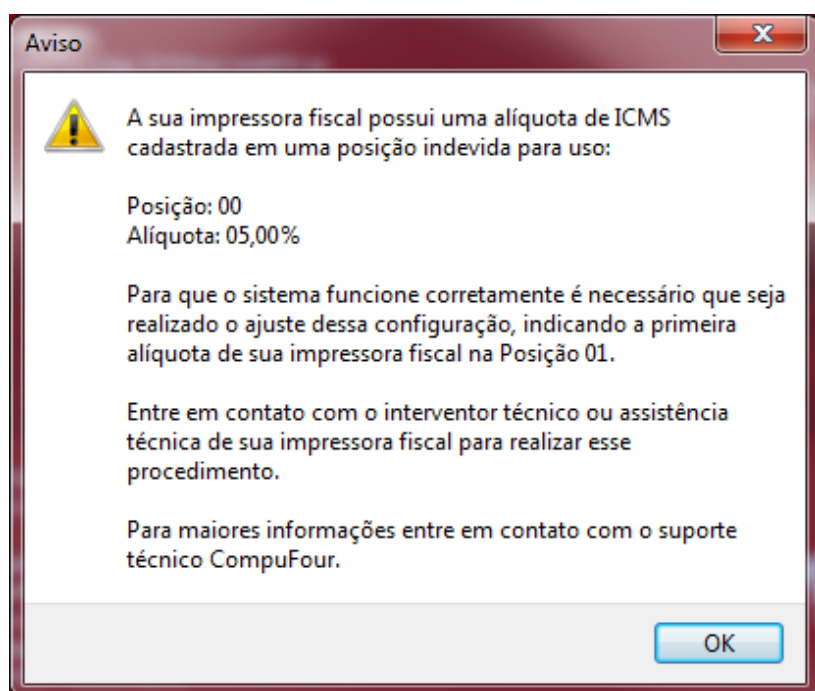 Aviso
A sua impressora fiscal possui uma alíquota de ICMS
cadastrada em uma posição indevida para uso:
Posição: 00
Alíquota: 05,00%
Para que o sistema funcione corretamente é necessário que seja
realizado o ajuste dessa configuração, indicando a primeira
alíquota de sua impressora fiscal na Posição 01.
Entre em contato com o interventor técnico ou assistência
técnica de sua impressora fiscal para realizar esse
procedimento.
Para maiores informações entre em contato com o suporte
técnico CompuFour.
OK